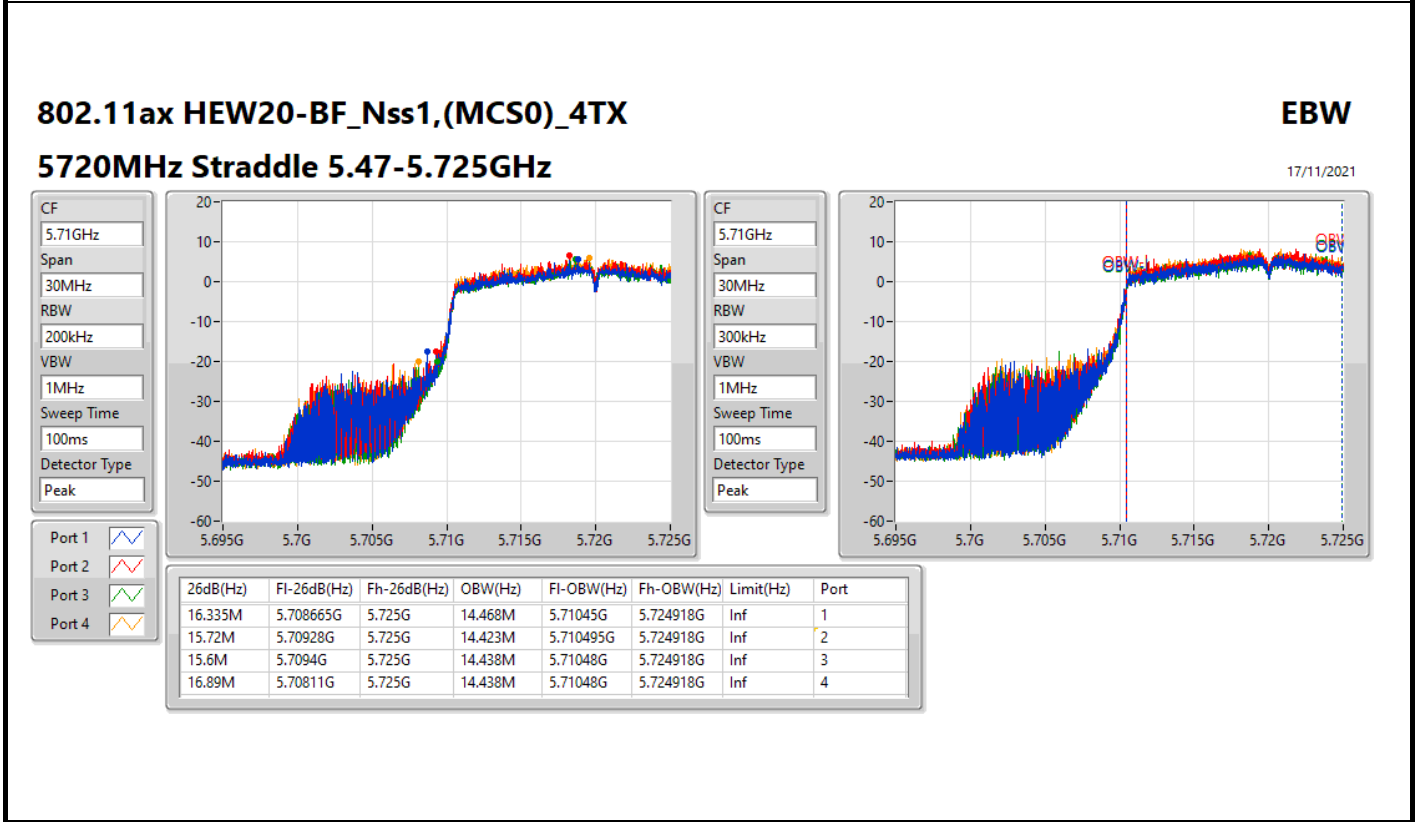 802.11ax HEW20-BF_Nss1,(MCS0)_4TX
EBW
5720MHz Straddle 5.47-5.725GHz
17/11/2021
CF
5.71GHz
Span
30MHz
RBW
200kHz
VBW
1MHz
Sweep Time
100ms
Detector Type
Peak
20
10
0
-10
-20
-30
-40
-50
-60
5.695G 5.7G 5.705G 5.71G 5.715G 5.72G 5.725G
CF
5.71GHz
Span
30MHz
RBW
300kHz
VBW
1MHz
Sweep Time
100ms
Detector Type
Peak
20
10
0
-10
-20
-30
-40
-50
-60
5.695G 5.7G 5.705G 5.71G 5.715G 5.72G 5.725G
Port 1
Port 2
Port 3
Port 4
26dB(Hz) Fl-26dB(Hz) Fh-26dB(Hz) OBW(Hz) Fl-OBW(Hz) Fh-OBW(Hz) Limit(Hz) Port
16.335M 5.708665G 5.725G 14.468M 5.71045G 5.724918G Inf 1
15.72M 5.70928G 5.725G 14.423M 5.710495G 5.724918G Inf 2
15.6M 5.7094G 5.725G 14.438M 5.71048G 5.724918G Inf 3
16.89M 5.70811G 5.725G 14.438M 5.71048G 5.724918G Inf 4